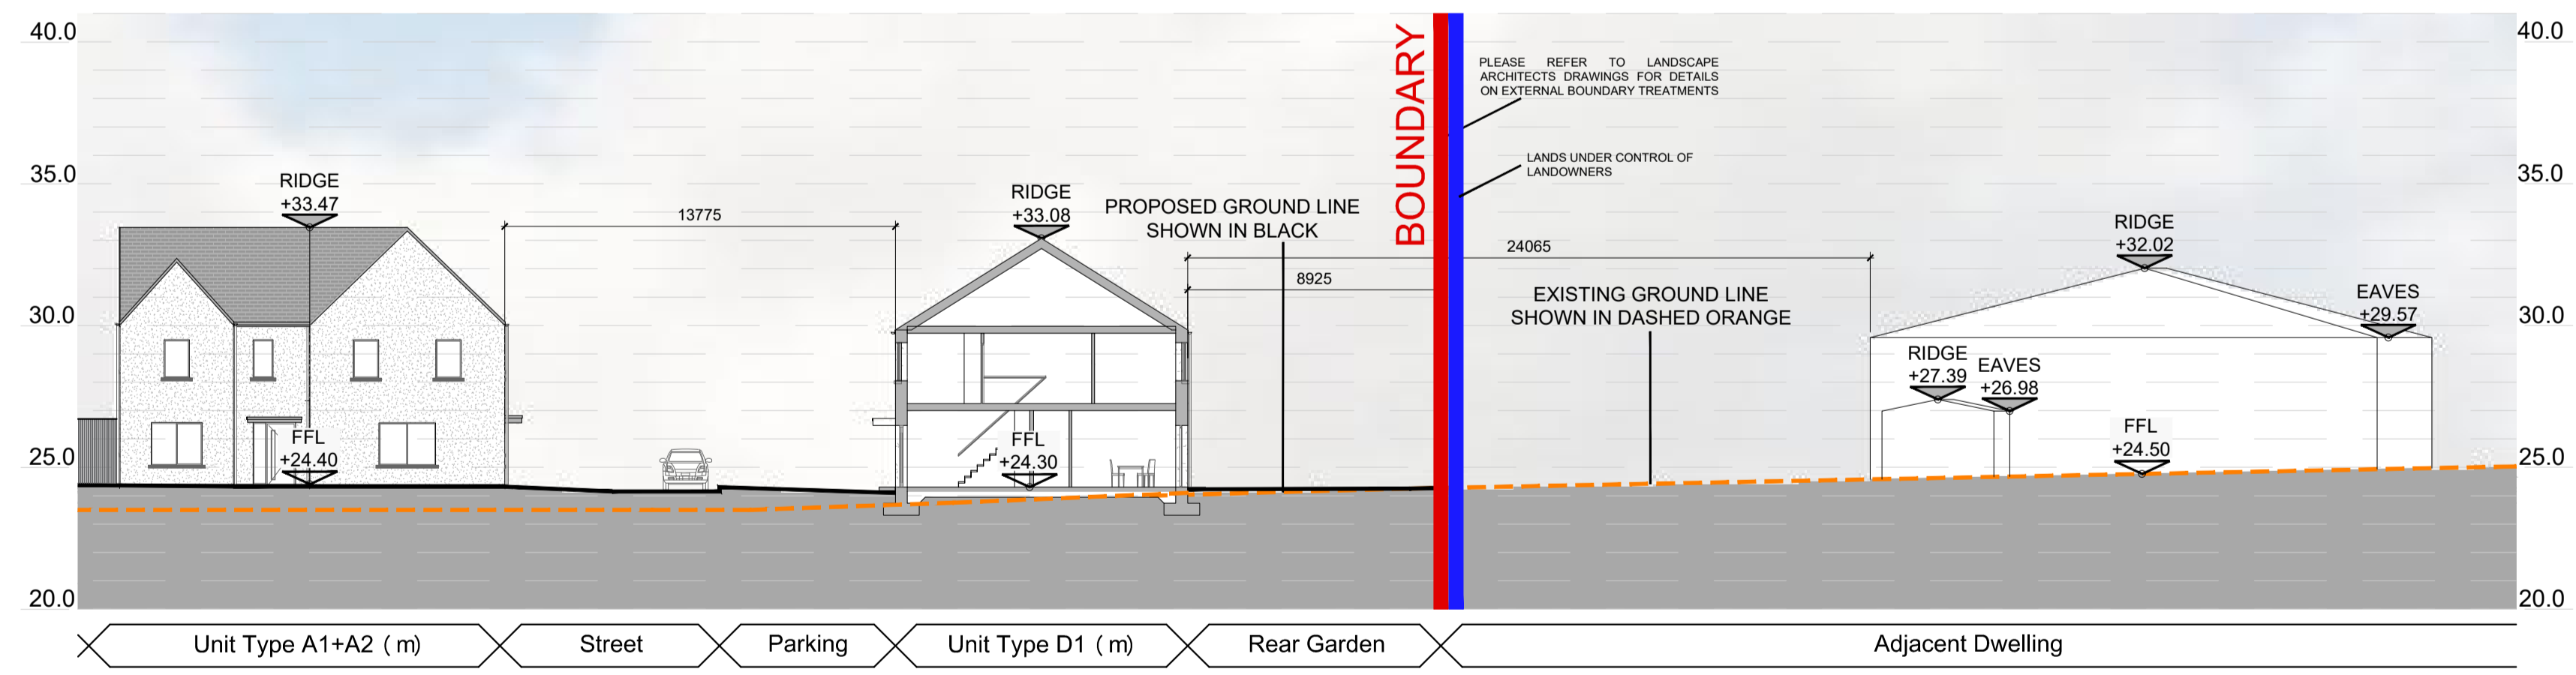 40.0
35.0
30.0
25.0
20.0
RIDGE
+33.47
FFL
+24.40
13775
RIDGE
+33.08
FFL
+24.30
PROPOSED GROUND LINE
SHOWN IN BLACK
8925
24065
BOUNDARY
PLEASE REFER TO LANDSCAPE
ARCHITECTS DRAWINGS FOR DETAILS
ON EXTERNAL BOUNDARY TREATMENTS
LANDS UNDER CONTROL OF
LANDOWNERS
EXISTING GROUND LINE
SHOWN IN DASHED ORANGE
RIDGE
+32.02
EAVES
+29.57
RIDGE
+27.39
EAVES
+26.98
FFL
+24.50
40.0
35.0
30.0
25.0
20.0
Unit Type A1+A2 ( m)
Street
Parking
Unit Type D1 ( m)
Rear Garden
Adjacent Dwelling